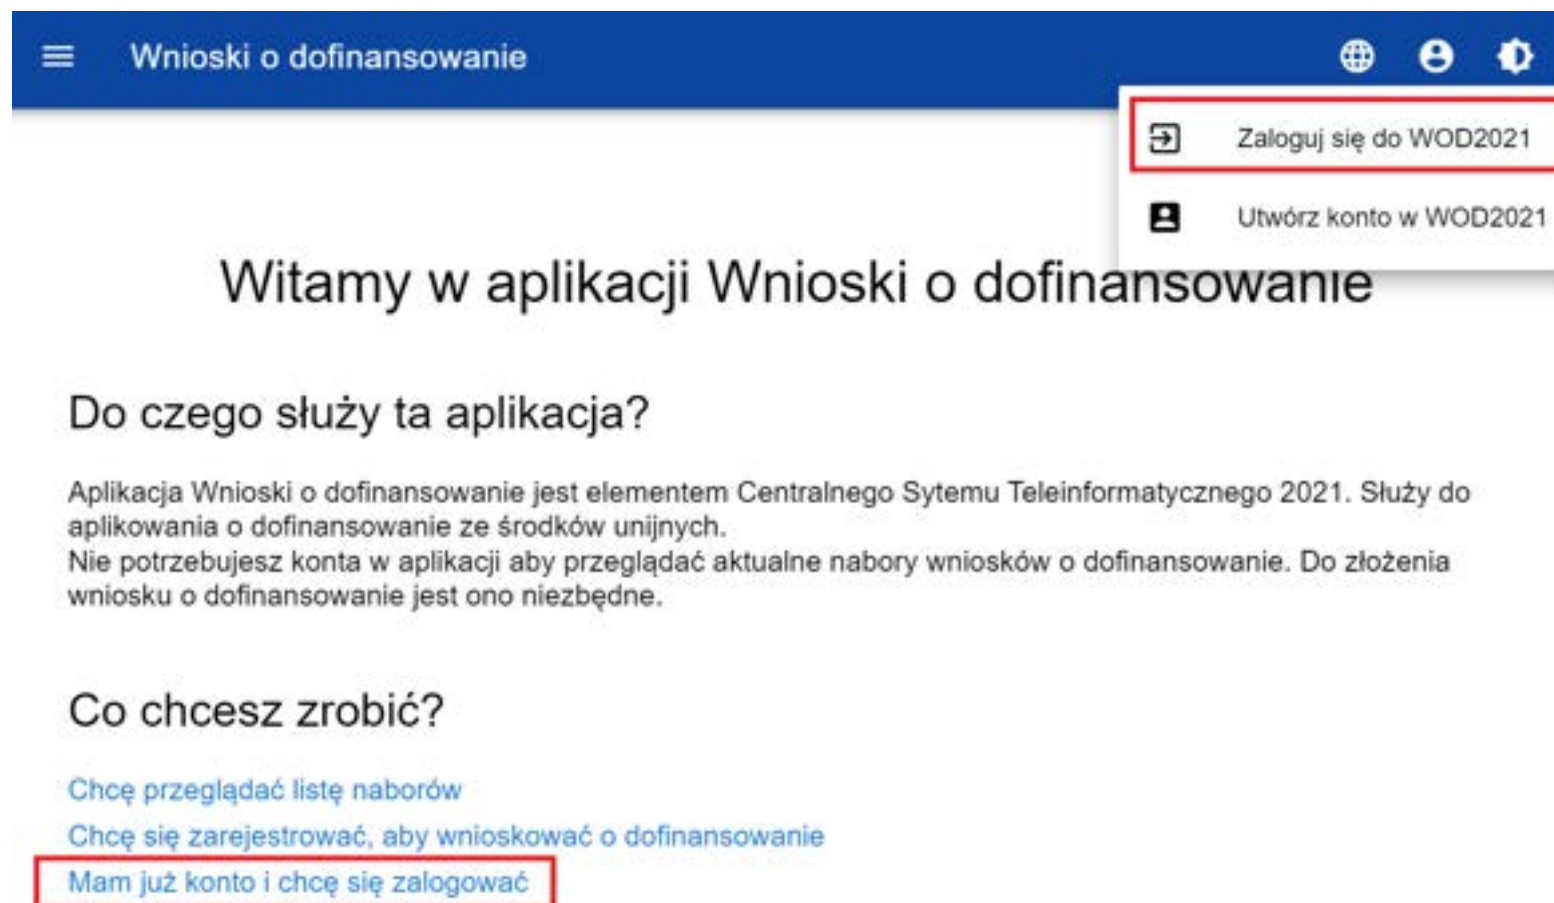 Wnioski o dofinansowanie
Zaloguj się do WOD2021
Utwórz konto w WOD2021
Witamy w aplikacji Wnioski o dofinansowanie
Do czego służy ta aplikacja?
Aplikacja Wnioski o dofinansowanie jest elementem Centralnego Sytemu Teleinformatycznego 2021. Służy do
aplikowania o dofinansowanie ze środków unijnych.
Nie potrzebujesz konta w aplikacji aby przeglądać aktualne nabory wniosków o dofinansowanie. Do złożenia
wniosku o dofinansowanie jest ono niezbędne.
Co chcesz zrobić?
Chcę przeglądać listę naborów
Chcę się zarejestrować, aby wnioskować o dofinansowanie
Mam już konto i chcę się zalogować